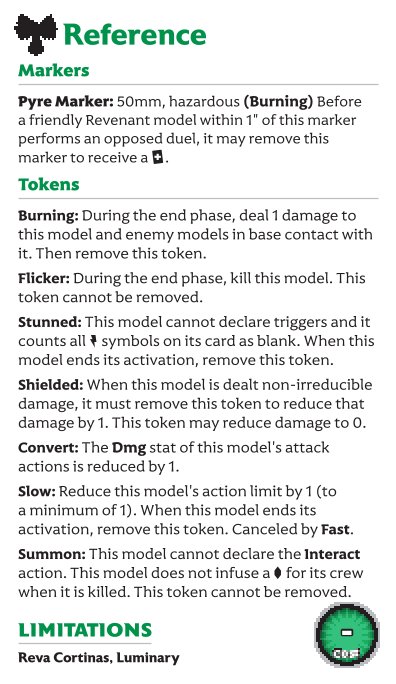 Reference
Markers
Pyre Marker: 50mm, hazardous (Burning) Before
a friendly Revenant model within 1" of this marker
performs an opposed duel, it may remove this
marker to receive a .
Tokens
Burning: During the end phase, deal 1 damage to
this model and enemy models in base contact with
it. Then remove this token.
Flicker: During the end phase, kill this model. This
token cannot be removed.
Stunned: This model cannot declare triggers and it
counts all symbols on its card as blank. When this
model ends its activation, remove this token.
Shielded: When this model is dealt non-irreducible
damage, it must remove this token to reduce that
damage by 1. This token may reduce damage to 0.
Convert: The Dmg stat of this model's attack
actions is reduced by 1.
Slow: Reduce this model's action limit by 1 (to
a minimum of 1). When this model ends its
activation, remove this token. Canceled by Fast.
Summon: This model cannot declare the Interact
action. This model does not infuse a for its crew
when it is killed. This token cannot be removed.
LIMITATIONS
Reva Cortinas, Luminary
-